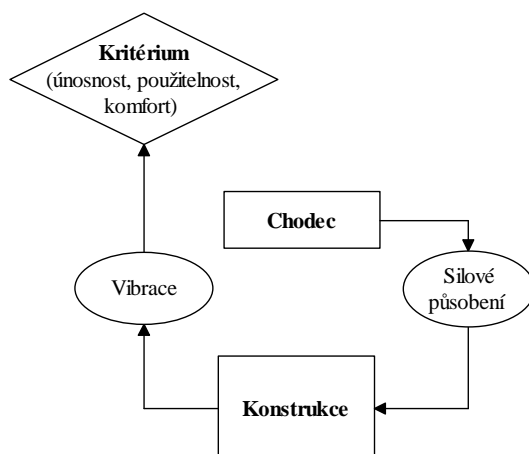 Kritérium
(únosnost, použitelnost,
komfort)
Chodec
Silové
působení
Vibrace
Konstrukce